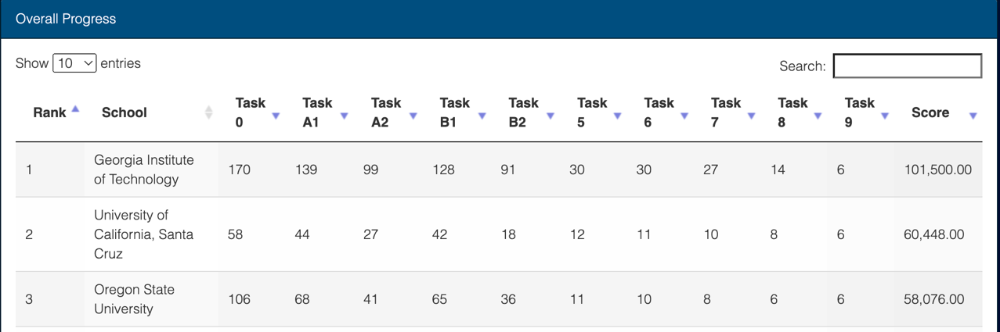 Overall Progress
Show 10 entries
Search:
Rank School Task 0 Task A1 Task A2 Task B1 Task B2 Task 5 Task 6 Task 7 Task 8 Task 9 Score
1 Georgia Institute of Technology 170 139 99 128 91 30 30 27 14 6 101,500.00
2 University of California, Santa Cruz 58 44 27 42 18 12 11 10 8 6 60,448.00
3 Oregon State University 106 68 41 65 36 11 10 8 6 6 58,076.00